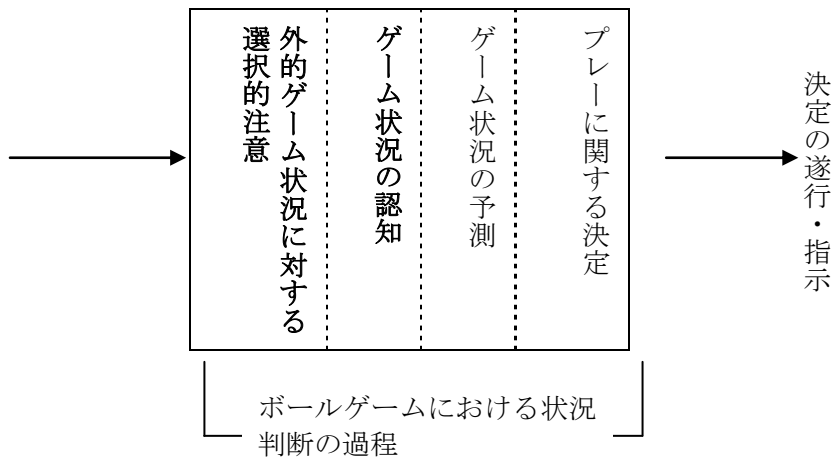 外的ゲーム状況に対する
選択的注意
ゲーム状況の認知
ゲーム状況の予測
プレーに関する決定
決定の遂行・指示
ボールゲームにおける状況
判断の過程